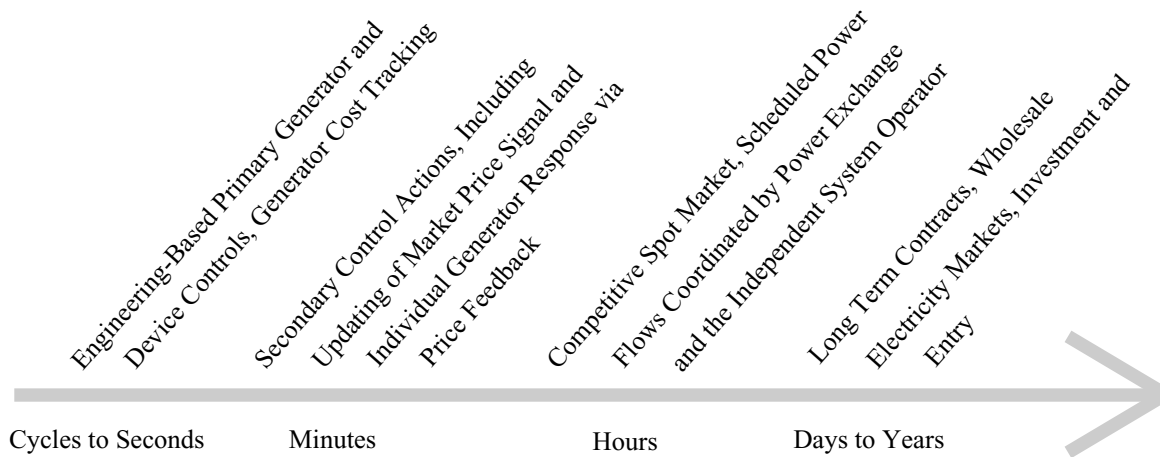 Engineering-Based Primary Generator and
Device Controls, Generator Cost Tracking
Secondary Control Actions, Including
Updating of Market Price Signal and
Individual Generator Response via
Price Feedback
Competitive Spot Market, Scheduled Power
Flows Coordinated by Power Exchange
and the Independent System Operator
Long Term Contracts, Wholesale
Electricity Markets, Investment and
Entry
Cycles to Seconds
Minutes
Hours
Days to Years